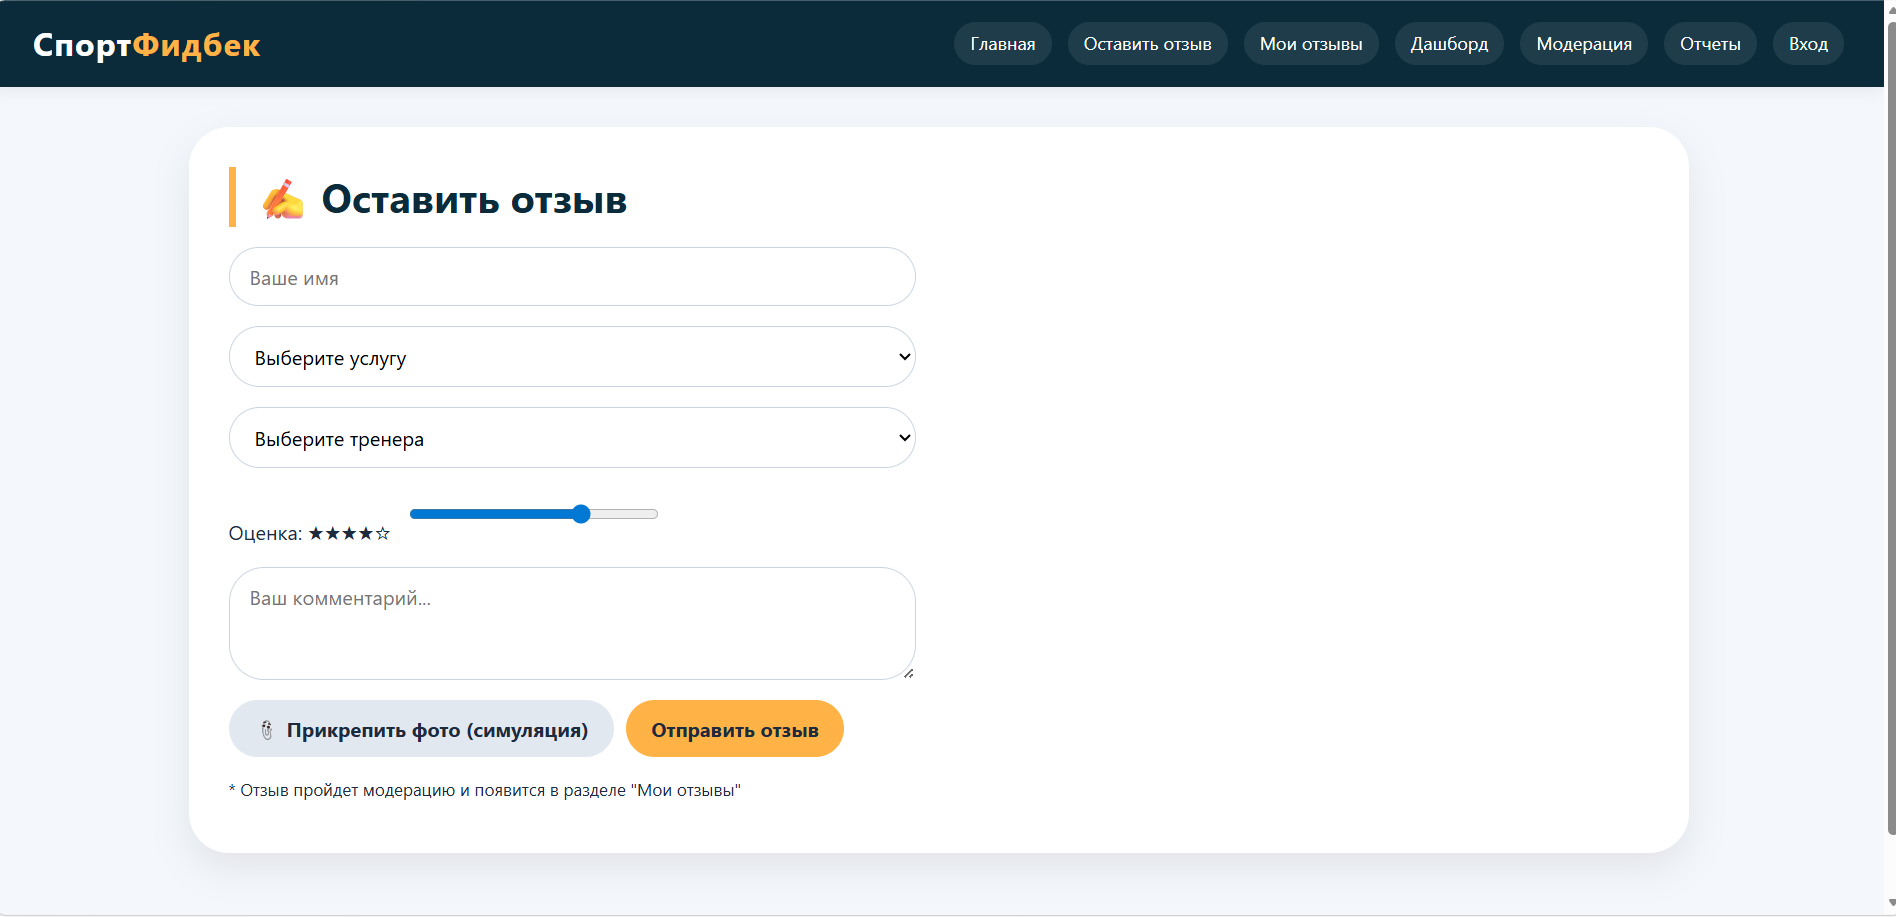 СпортФидбек
Главная
Оставить отзыв
Мои отзывы
Дашборд
Модерация
Отчеты
Вход
✍️ Оставить отзыв
Ваше имя
Выберите услугу
Выберите тренера
Оценка: ★★★★☆
Ваш комментарий...
Прикрепить фото (симуляция)
Отправить отзыв
* Отзыв пройдет модерацию и появится в разделе "Мои отзывы"